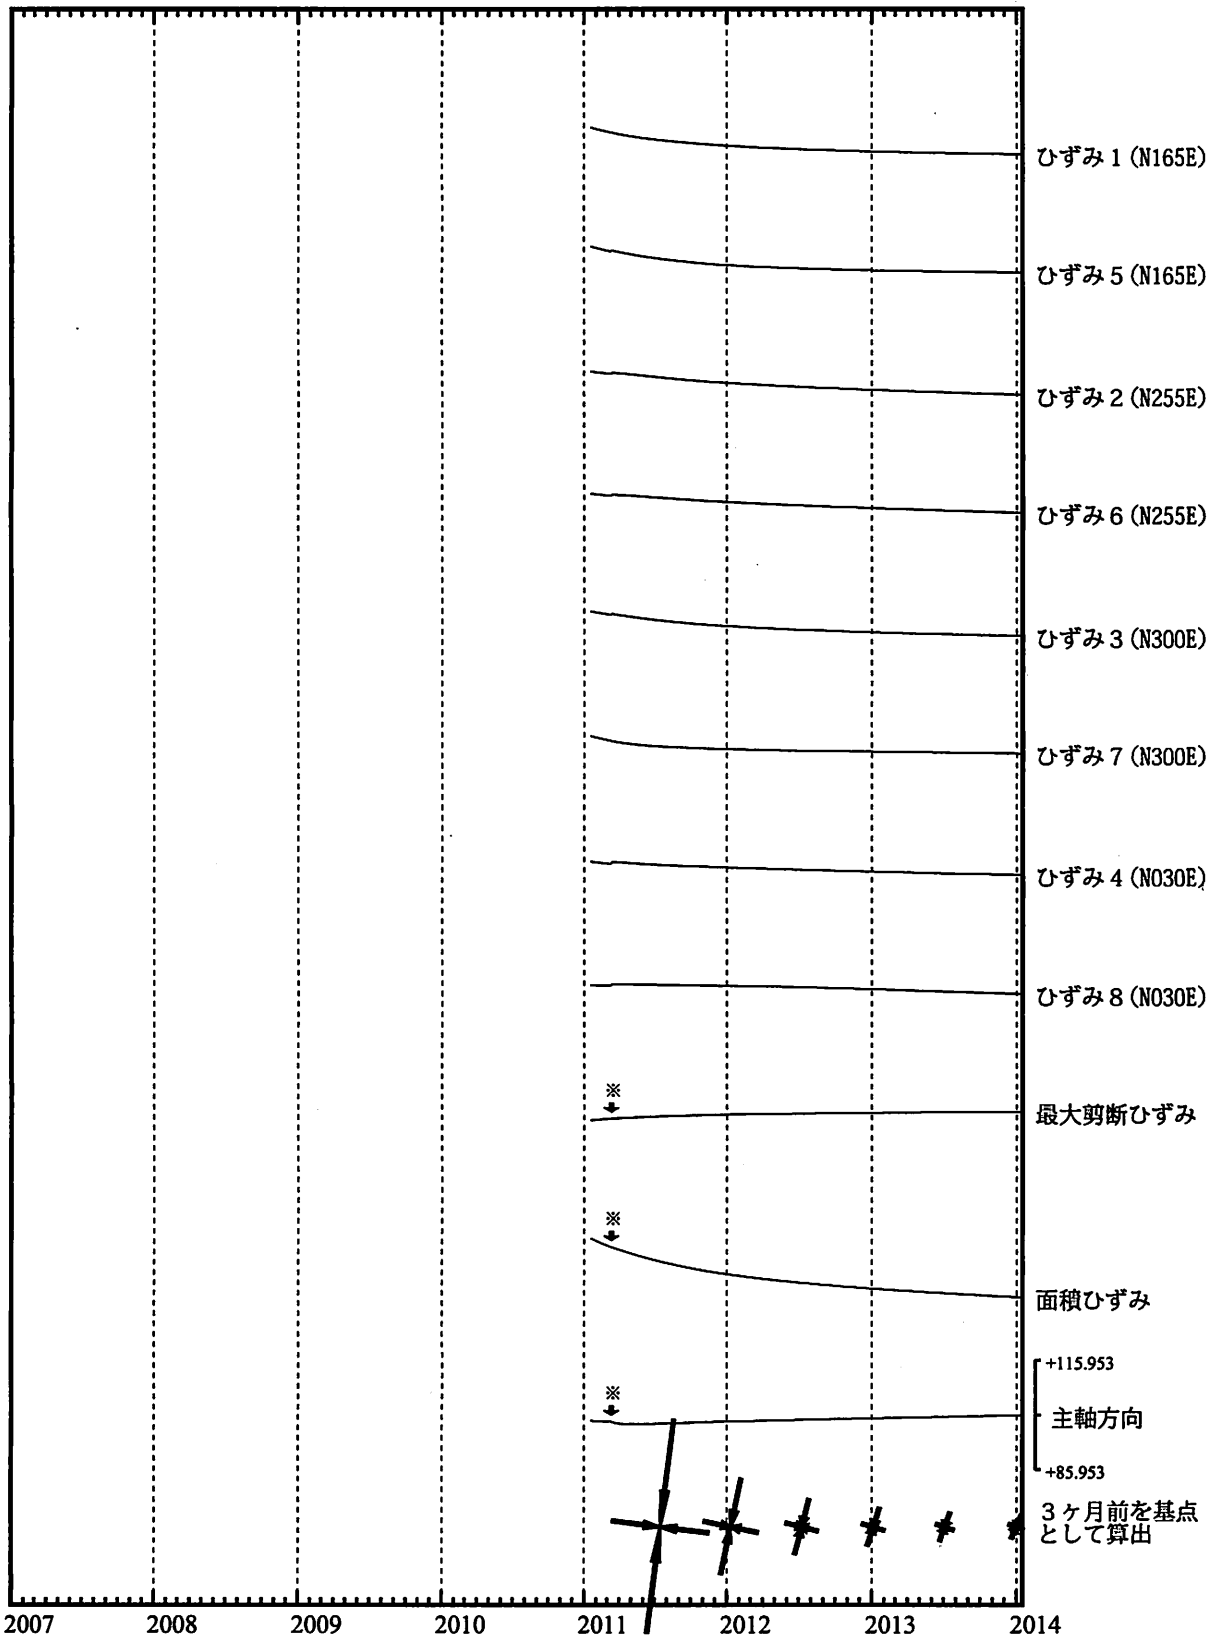 ひずみ1(N165E)
ひずみ5(N165E)
ひずみ2(N255E)
ひずみ6(N255E)
ひずみ3(N300E)
ひずみ7(N300E)
ひずみ4(N030E)
ひずみ8(N030E)
※
最大剪断ひずみ
※
面積ひずみ
+115.953
※
主軸方向
+85.953
3ヶ月前を基点
として算出
2007 2008 2009 2010 2011 2012 2013 2014